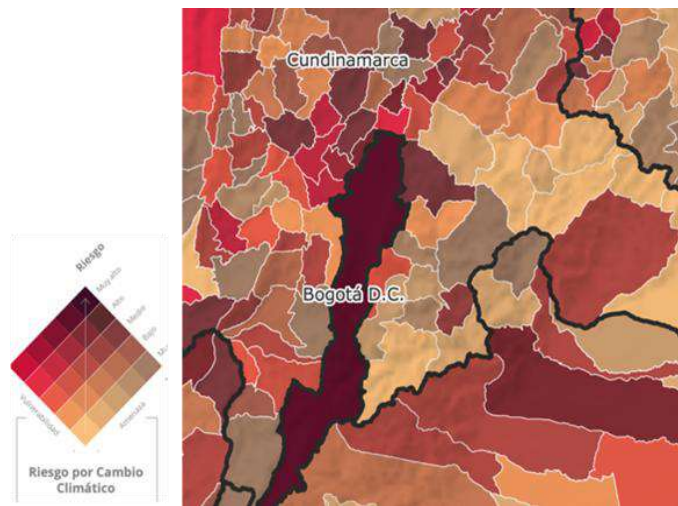 Cundinamarca
Bogotá D.C.
Riesgo
Muy alto
Alto
Medio
Bajo
Vulnerabilidad
Amenaza
Riesgo por Cambio
Climático